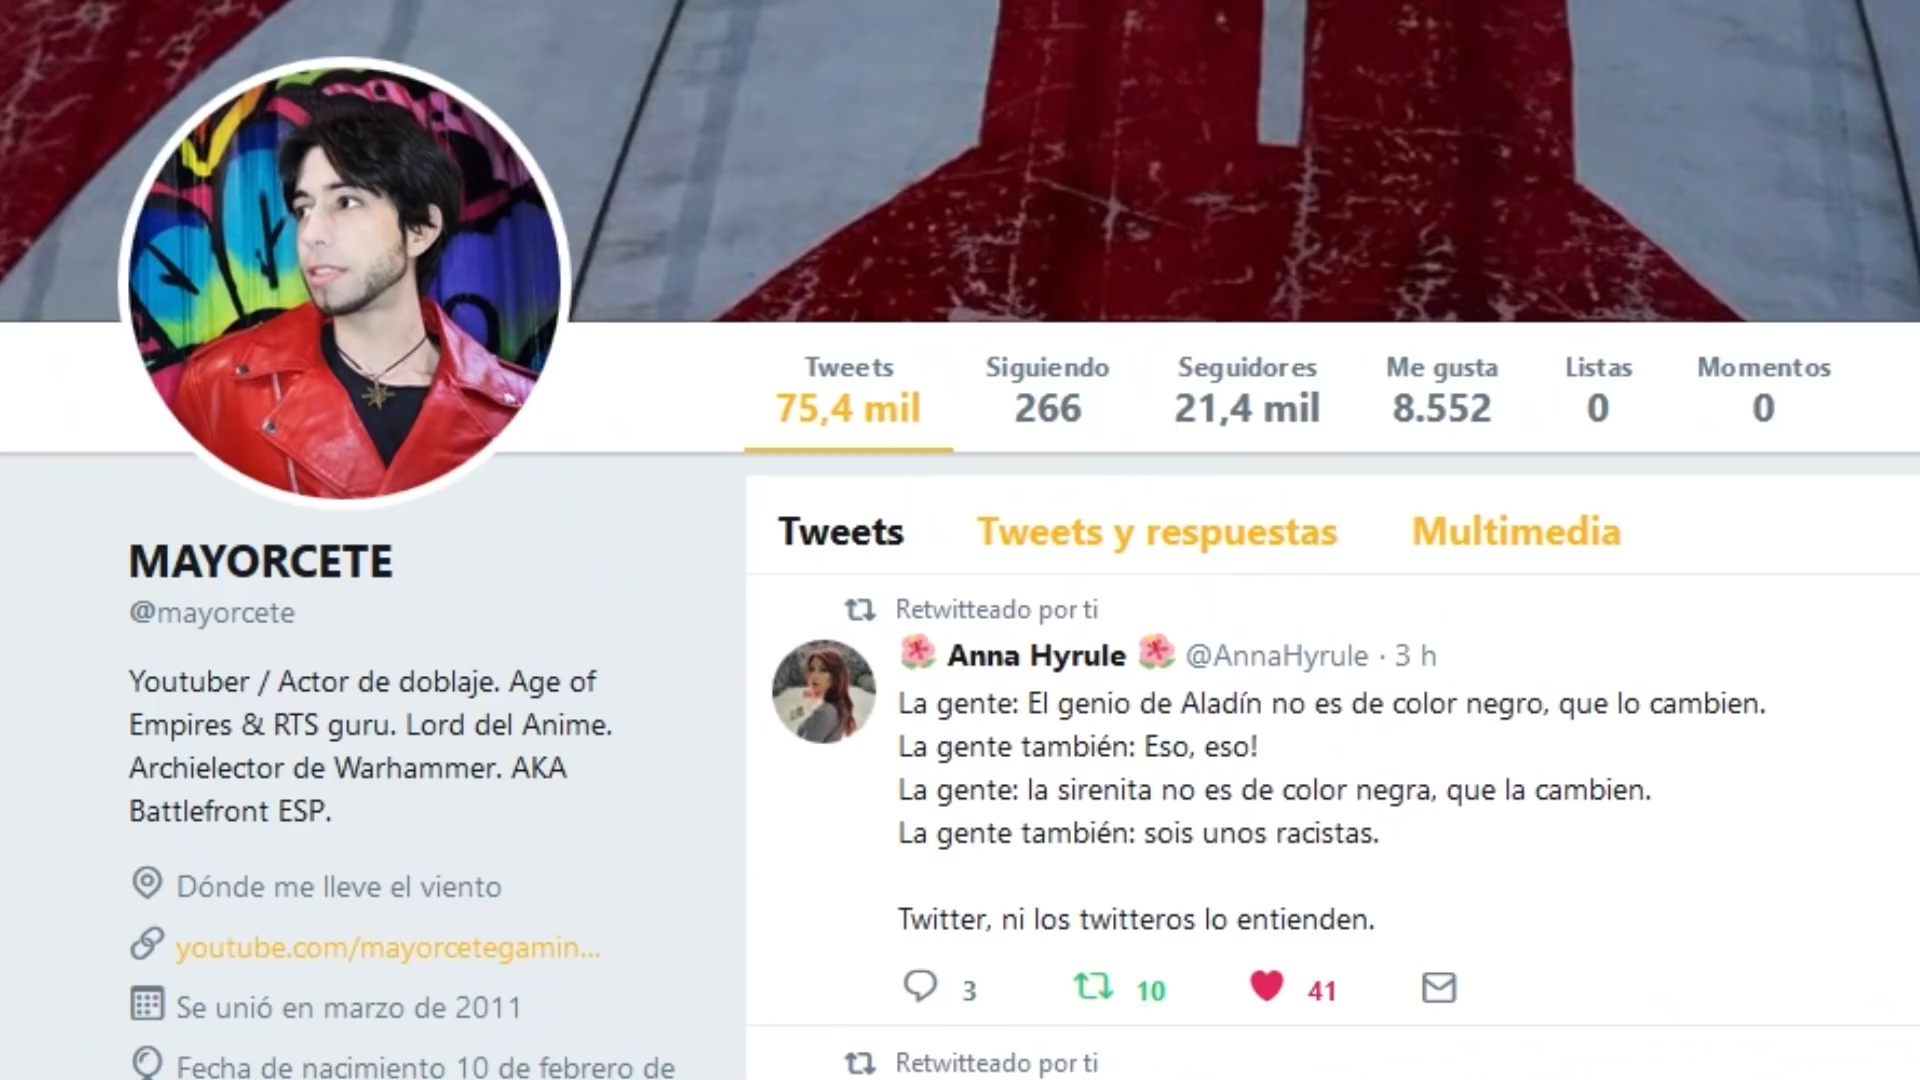 Tweets
75,4 mil
Siguiendo
266
Seguidores
21,4 mil
Me gusta
8.552
Listas
0
Momentos
0
MAYORCETE
@mayorcete
Youtuber / Actor de doblaje. Age of
Empires & RTS guru. Lord del Anime.
Archielector de Warhammer. AKA
Battlefront ESP.
Dónde me lleve el viento
youtube.com/mayorcetegamin...
Se unió en marzo de 2011
Fecha de nacimiento 10 de febrero de
Tweets Tweets y respuestas Multimedia
Retwitteado por ti
🌺 Anna Hyrule 🌺 @AnnaHyrule · 3 h
La gente: El genio de Aladín no es de color negro, que lo cambien.
La gente también: Eso, eso!
La gente: la sirenita no es de color negra, que la cambien.
La gente también: sois unos racistas.
Twitter, ni los twitteros lo entienden.
3 10 41
Retwitteado por ti